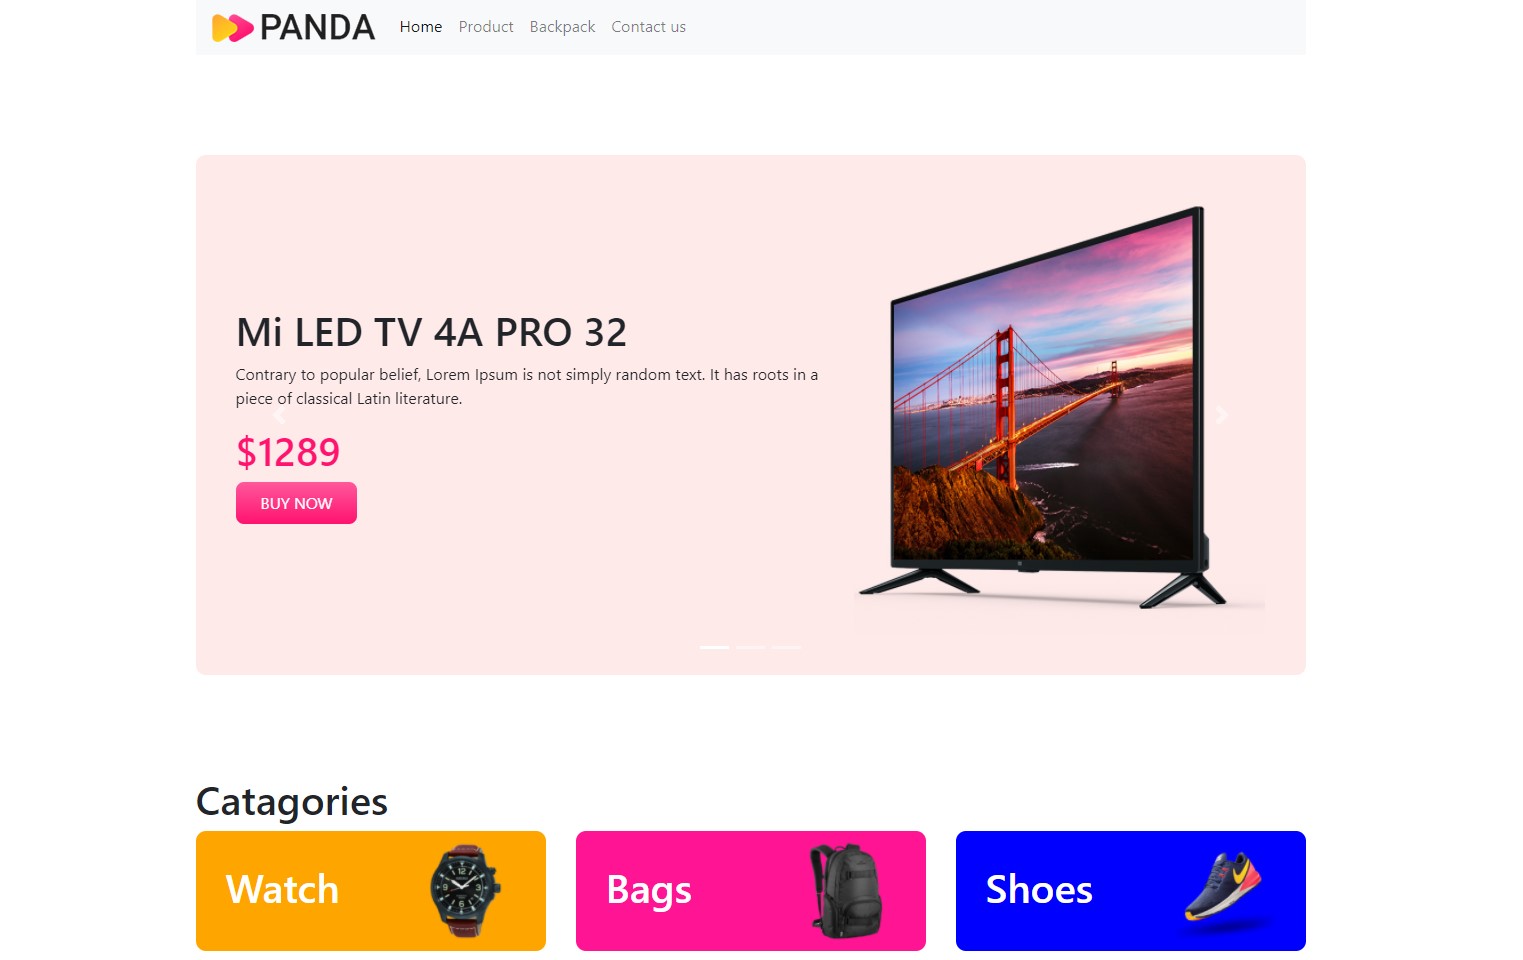 PANDA Home Product Backpack Contact us
Mi LED TV 4A PRO 32
Contrary to popular belief, Lorem Ipsum is not simply random text. It has roots in a
piece of classical Latin literature.
$1289
BUY NOW
Catagories
Watch
Bags
Shoes